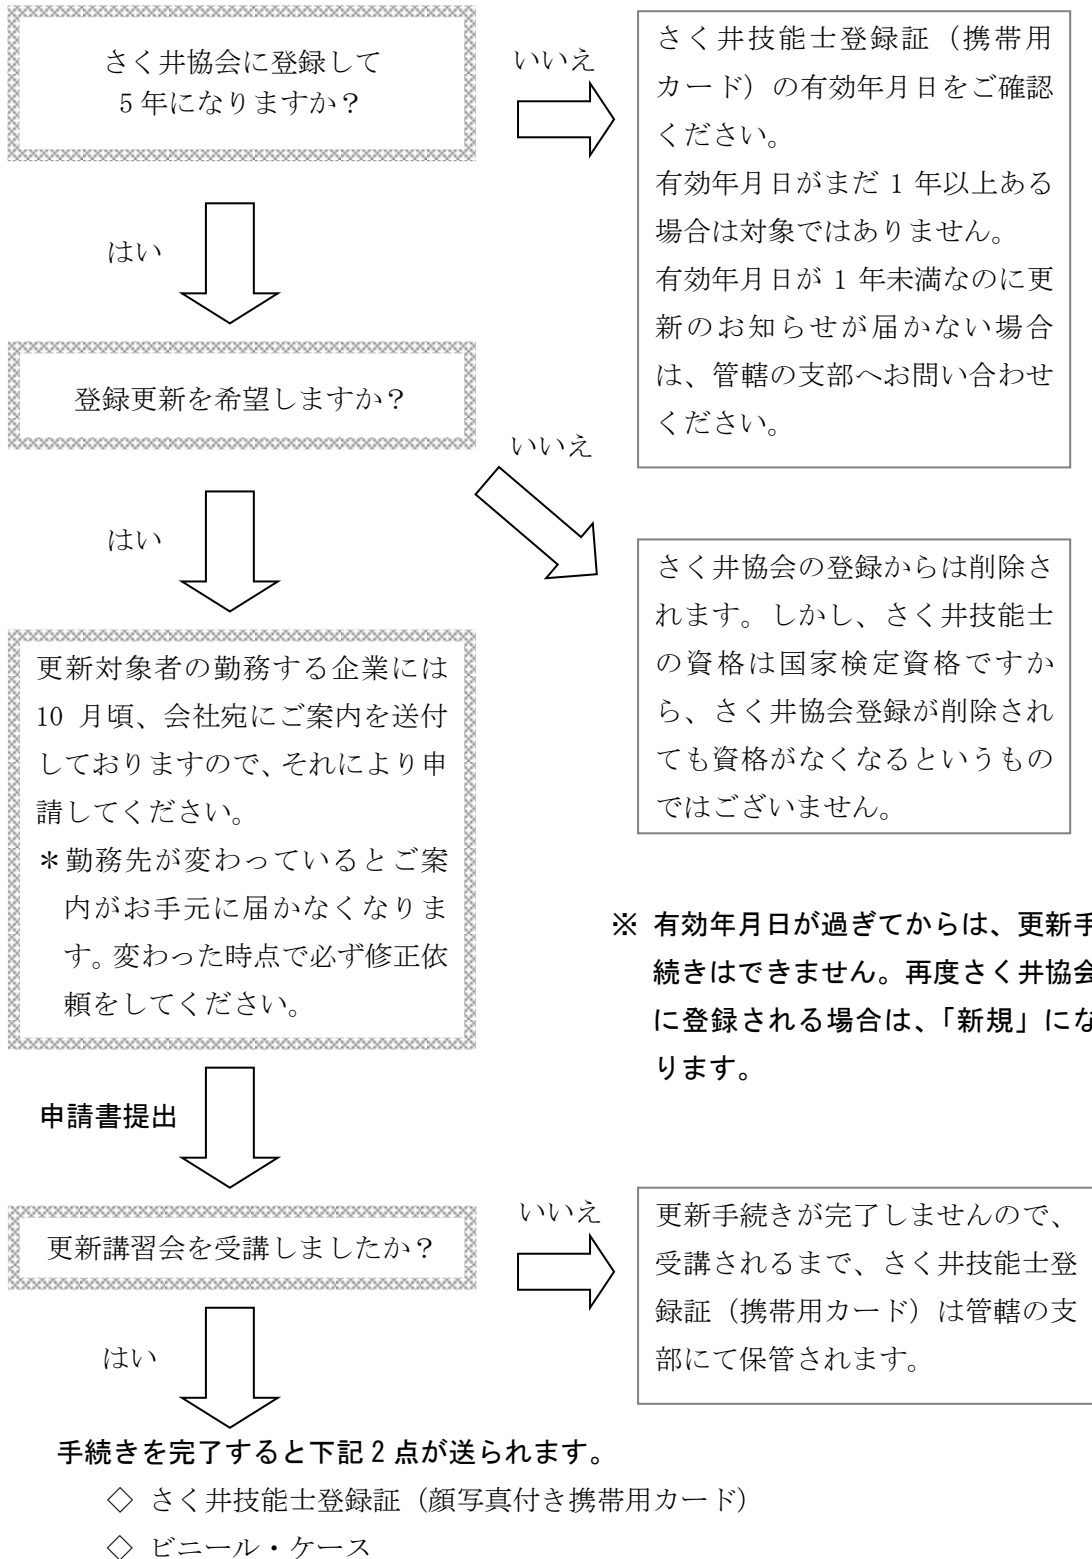 さく井協会に登録して
5年になりますか？
いいえ
さく井技能士登録証（携帯用
カード）の有効年月日をご確認
ください。
有効年月日がまだ 1 年以上ある
場合は対象ではありません。
有効年月日が 1 年未満なのに更
新のお知らせが届かない場合
は、管轄の支部へお問い合わせ
ください。
はい
登録更新を希望しますか？
いいえ
さく井協会の登録からは削除さ
れます。しかし、さく井技能士
の資格は国家検定資格ですか
ら、さく井協会登録が削除され
ても資格がなくなるというもの
ではございません。
はい
更新対象者の勤務する企業には
10 月頃、会社宛にご案内を送付
しておりますので、それにより申
請してください。
＊勤務先が変わっているとご案
内がお手元に届かなくなりま
す。変わった時点で必ず修正依
頼をしてください。
※ 有効年月日が過ぎてからは、更新手
続きはできません。再度さく井協会
に登録される場合は、「新規」にな
ります。
申請書提出
更新講習会を受講しましたか？
いいえ
更新手続きが完了しませんので、
受講されるまで、さく井技能士登
録証（携帯用カード）は管轄の支
部にて保管されます。
はい
手続きを完了すると下記 2 点が送られます。
◇ さく井技能士登録証（顔写真付き携帯用カード）
◇ ビニール・ケース